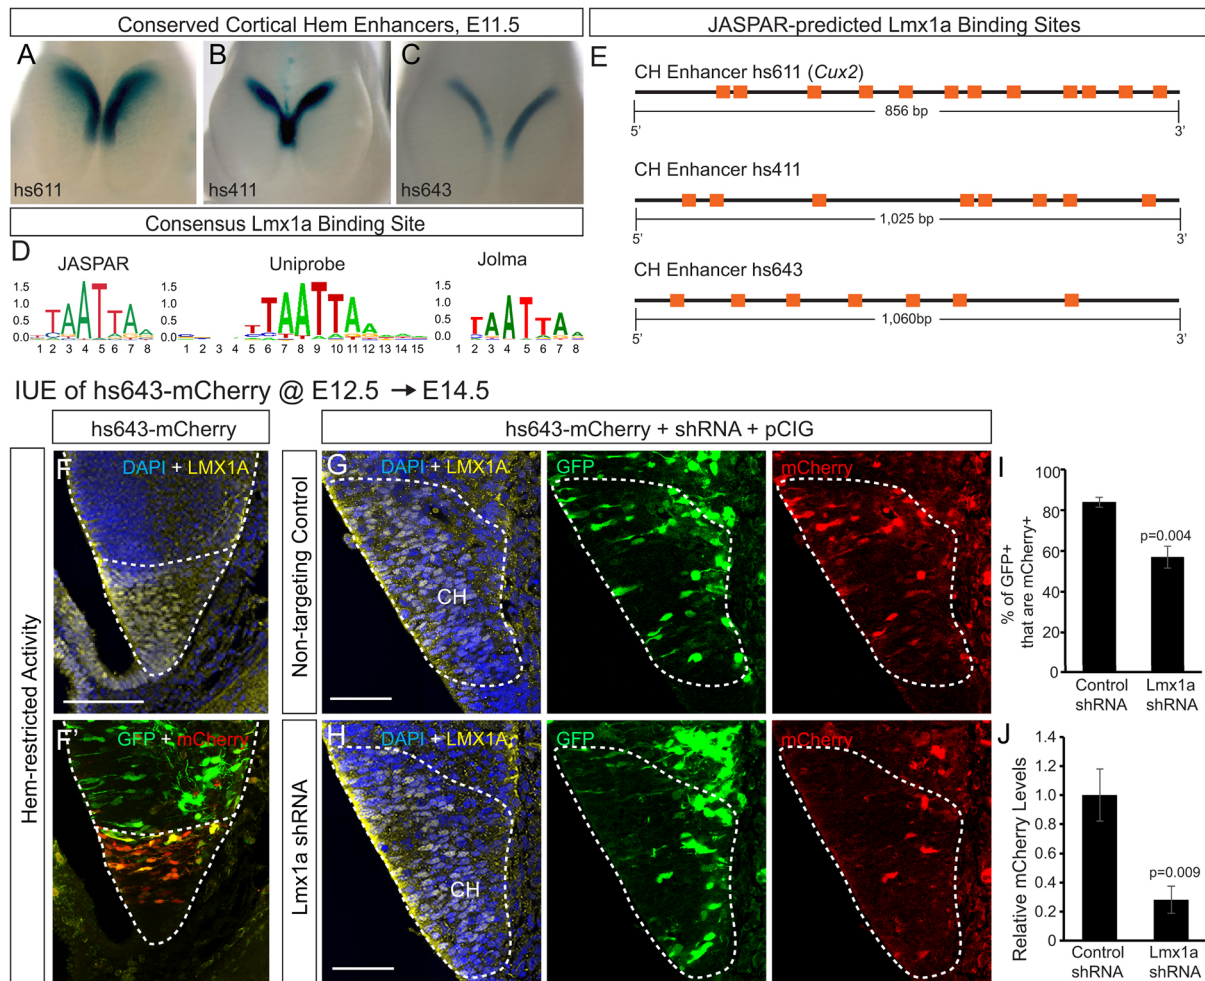 Conserved Cortical Hem Enhancers, E11.5
A
B
C
hs611
hs411
hs643
Consensus Lmx1a Binding Site
D
JASPAR
Uniprobe
Jolma
1.5
1.0
0.5
0.0
1 2 3 4 5 6 7 8
1.5
1.0
0.5
0.0
1 2 3 4 5 6 7 8 9 10 11 12 13 14 15
1.5
1.0
0.5
0.0
1 2 3 4 5 6 7 8
TAATTA
TTAATTA
TAATTA
JASPAR-predicted Lmx1a Binding Sites
E
CH Enhancer hs611 (Cux2)
856 bp
5’
3’
CH Enhancer hs411
1,025 bp
5’
3’
CH Enhancer hs643
1,060bp
5’
3’
IUE of hs643-mCherry @ E12.5 → E14.5
hs643-mCherry
hs643-mCherry + shRNA + pCIG
Hem-restricted Activity
F
DAPI + LMX1A
F’
GFP + mCherry
Non-targeting Control
G
DAPI + LMX1A
CH
GFP
mCherry
Lmx1a shRNA
H
DAPI + LMX1A
CH
GFP
mCherry
I
% of GFP+
that are mCherry+
100
80
60
40
20
0
p=0.004
Control
shRNA
Lmx1a
shRNA
J
Relative mCherry Levels
1.4
1.2
1.0
0.8
0.6
0.4
0.2
0
p=0.009
Control
shRNA
Lmx1a
shRNA